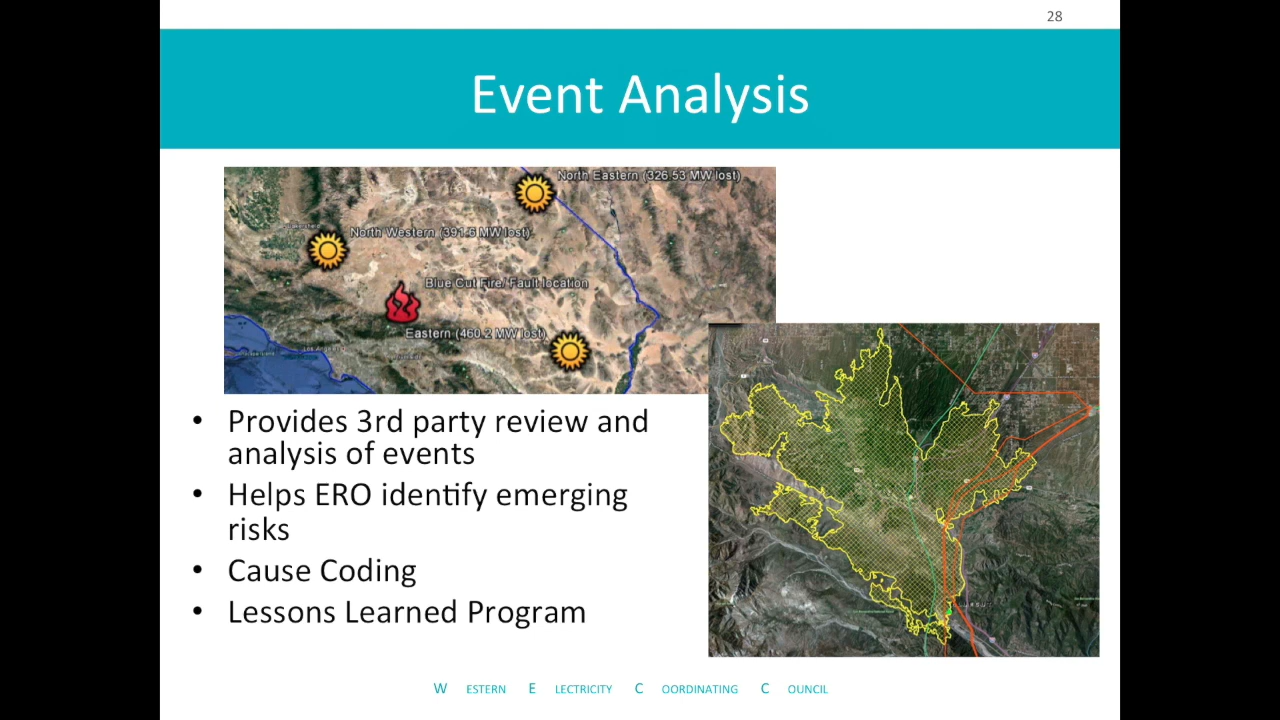 28
Event Analysis
North Eastern (326.53 MW lost)
North Western (391.6 MW lost)
Blue Cut Fire/ Fault location
Eastern (460.2 MW lost)
Los Angeles
• Provides 3rd party review and
analysis of events
• Helps ERO identify emerging
risks
• Cause Coding
• Lessons Learned Program
WESTERN ELECTRICITY COORDINATING COUNCIL